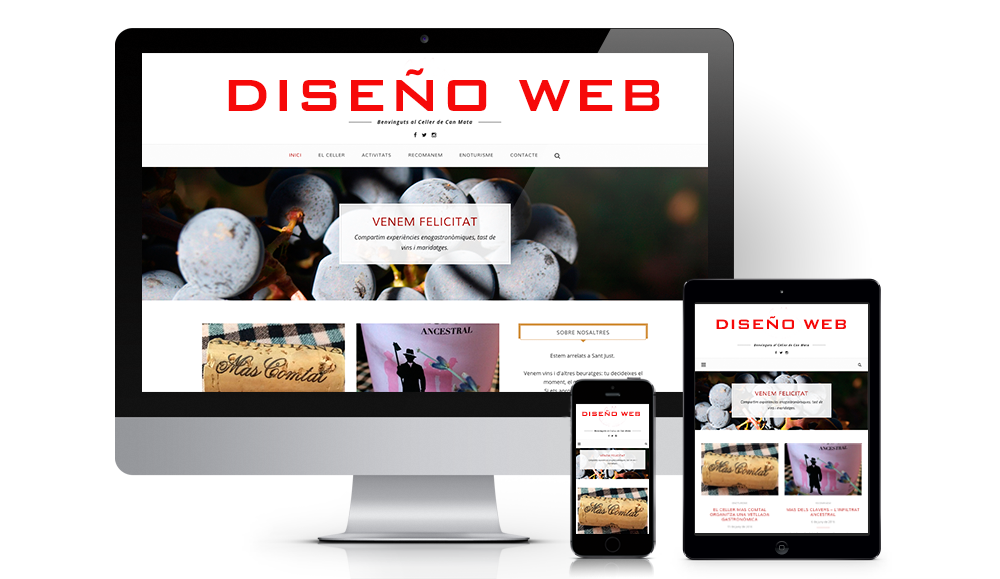 DISEÑO WEB
Benvinguts al Celler de Can Mata
INICI EL CELLER ACTIVITATS RECOMANEM ENOTURISME CONTACTE
VENEM FELICITAT
Compartim experiències enogastronòmiques, tast de
vins i maridatges.
Mas Comtal
ANCESTRAL
SOBRE NOSALTRES
Estem arrelats a Sant Just.
Venem vins i d'altres beuratges: tu decideixes el
moment, el
DISEÑO WEB
Benvinguts al Celler de Can Mata
VENEM FELICITAT
Compartim experiències enogastronòmiques, tast de
vins i maridatges.
Mas Comtal
ANCESTRAL
EL CELLER MAS COMTAL
ORGANITZA UNA VETLLADA
GASTRONÒMICA
MAS DELS CLAVERS – L'INFILTRAT
ANCESTRAL
DISEÑO WEB
VENEM FELICITAT
Mas Comtal